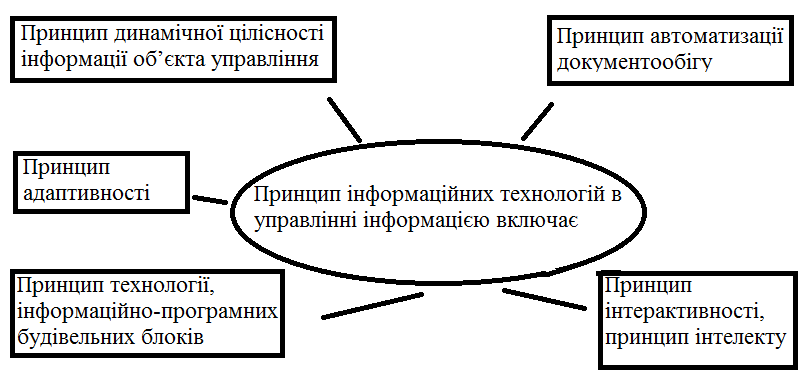 Принцип динамічної цілісності
інформації об’єкта управління
Принцип автоматизації
документообігу
Принцип
адаптивності
Принцип інформаційних технологій в
управлінні інформацією включає
Принцип технології,
інформаційно-програмних
будівельних блоків
Принцип
інтерактивності,
принцип інтелекту